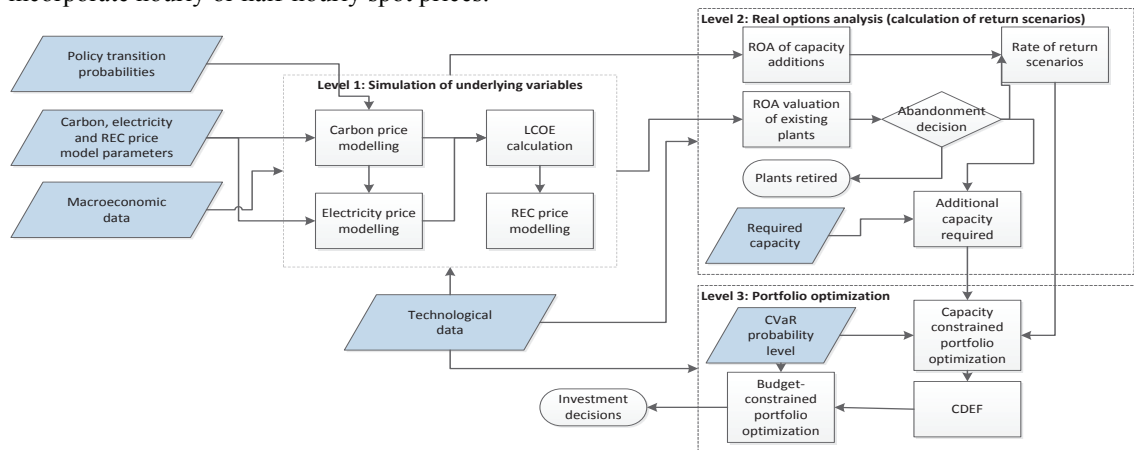 incorporate hourly or half-hourly spot prices.
Level 2: Real options analysis (calculation of return scenarios)
Policy transition
probabilities
ROA of capacity
additions
Rate of return
scenarios
Level 1: Simulation of underlying variables
Carbon, electricity
and REC price
model parameters
Carbon price
modelling
LCOE
calculation
ROA valuation
of existing
plants
Abandonment
decision
Plants retired
Macroeconomic
data
Electricity price
modelling
REC price
modelling
Required
capacity
Additional
capacity
required
Technological
data
Level 3: Portfolio optimization
CVaR
probability
level
Capacity
constrained
portfolio
optimization
Investment
decisions
Budget-
constrained
portfolio
optimization
CDEF